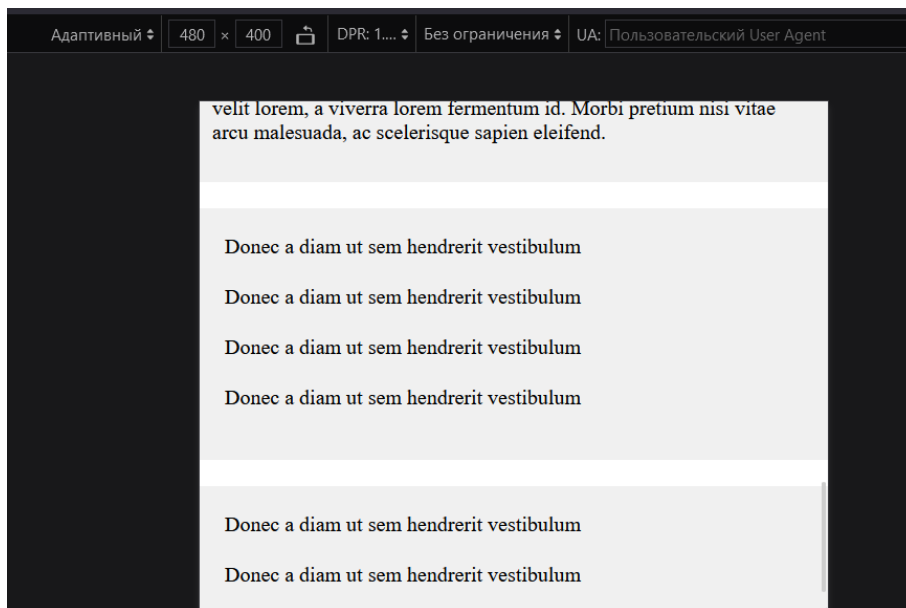 Адаптивный 480 × 400 DPR: 1.... Без ограничения UA: Пользовательский User Agent
velit lorem, a viverra lorem fermentum id. Morbi pretium nisi vitae
arcu malesuada, ac scelerisque sapien eleifend.
Donec a diam ut sem hendrerit vestibulum
Donec a diam ut sem hendrerit vestibulum
Donec a diam ut sem hendrerit vestibulum
Donec a diam ut sem hendrerit vestibulum
Donec a diam ut sem hendrerit vestibulum
Donec a diam ut sem hendrerit vestibulum